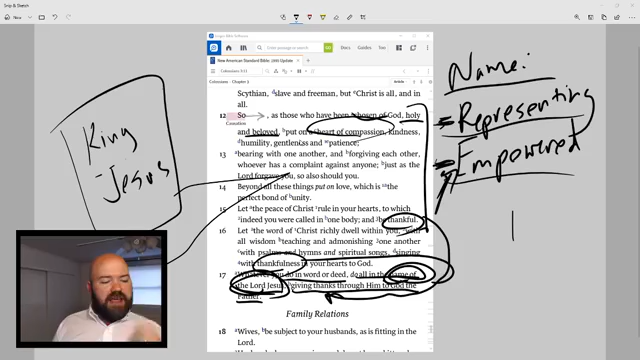 Snip & Sketch
New
Logos Bible Software
Enter passage or search
Docs Guides Tools
New American Standard Bible: 1995 Update
Colossians 3:11
Colossians Chapter 3
Scythian, slave and freeman, but Christ is all, and in
all.
12 So , as those who have been chosen of God, holy
Causation
and beloved, put on a heart of compassion, kindness,
humility, gentleness and patience;
13 bearing with one another, and forgiving each other,
whoever has a complaint against anyone; just as the
Lord forgave you, so also should you.
14 Beyond all these things put on love, which is the
perfect bond of unity.
15 Let the peace of Christ rule in your hearts, to which
indeed you were called in one body; and be thankful.
16 Let the word of Christ richly dwell within you, with
all wisdom teaching and admonishing one another
with psalms and hymns and spiritual songs, singing
with thankfulness in your hearts to God.
17 Whatever you do in word or deed, do all in the name of
the Lord Jesus, giving thanks through Him to God the
Father.
Family Relations
18 Wives, be subject to your husbands, as is fitting in the
Lord.
King
Jesus
Name:
= Representing
= Empowered